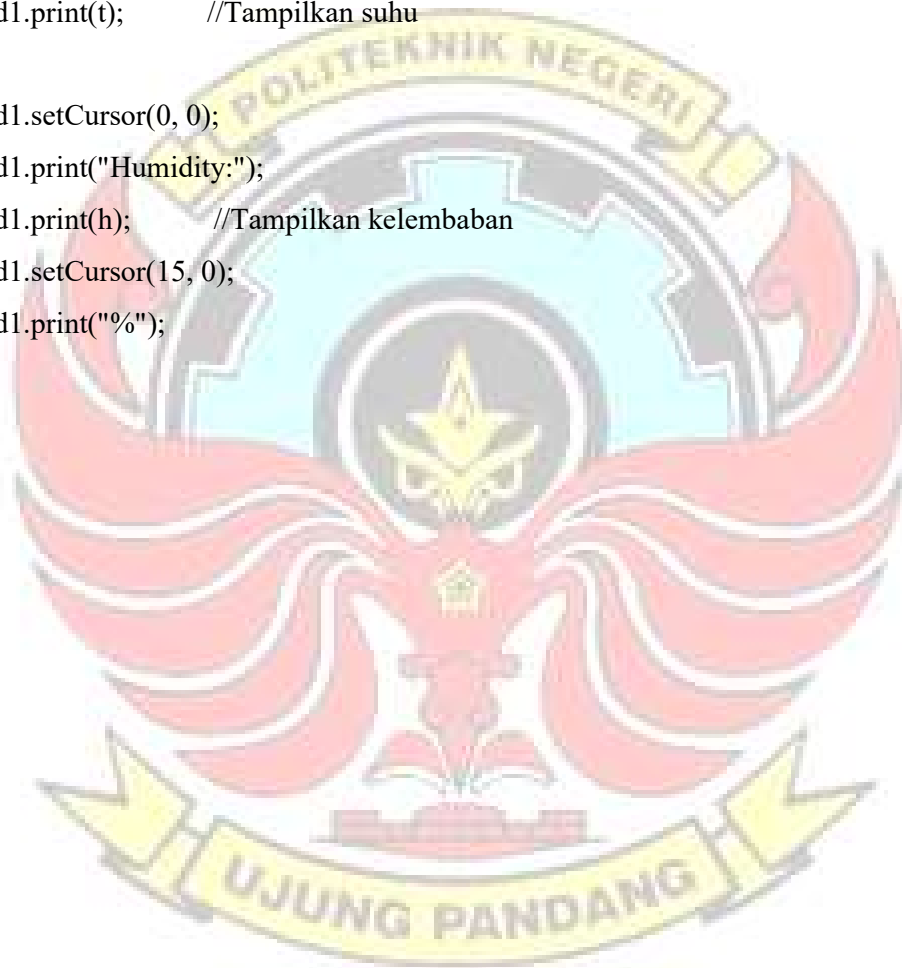 d1.print(t); //Tampilkan suhu
POLITEKNIK NEGERI
d1.setCursor(0, 0);
d1.print("Humidity:");
d1.print(h); //Tampilkan kelembaban
d1.setCursor(15, 0);
d1.print("%");
UJUNG PANDANG